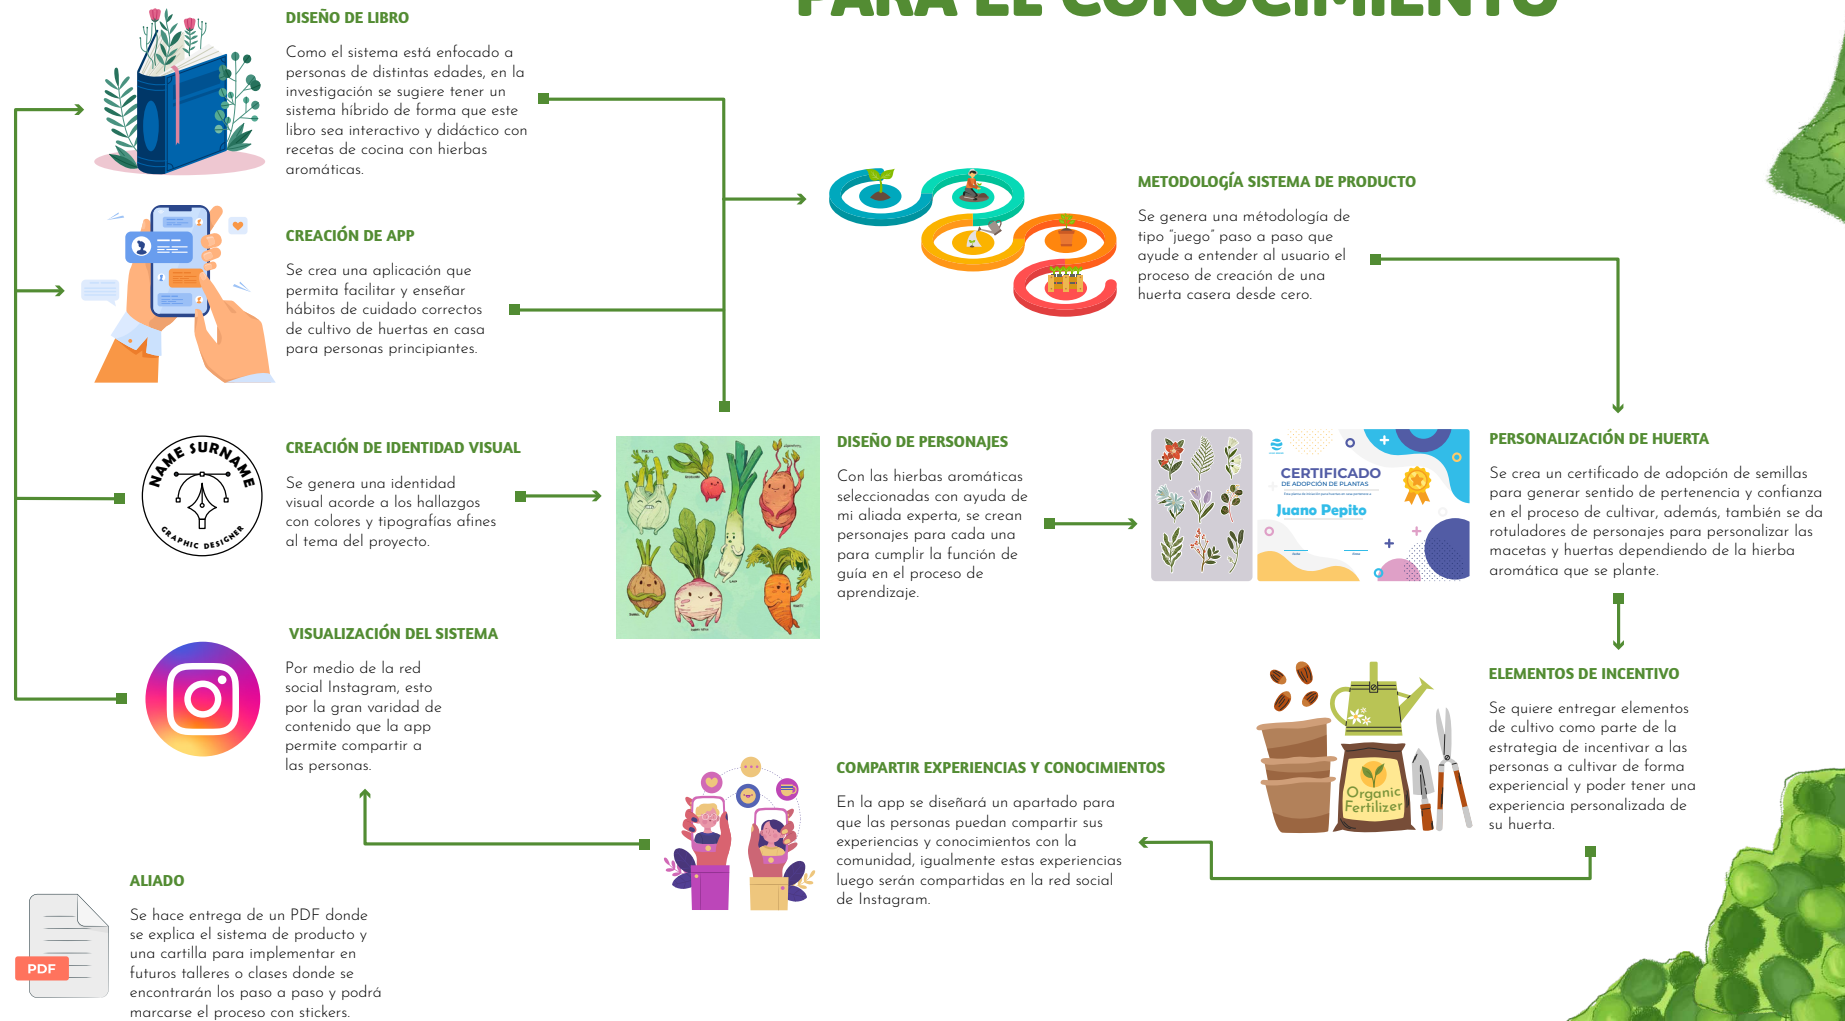 PARA EL CONOCIMIENTO
DISEÑO DE LIBRO
Como el sistema está enfocado a
personas de distintas edades, en la
investigación se sugiere tener un
sistema híbrido de forma que este
libro sea interactivo y didáctico con
recetas de cocina con hierbas
aromáticas.
METODOLOGÍA SISTEMA DE PRODUCTO
Se genera una métodología de
tipo "juego" paso a paso que
ayude a entender al usuario el
proceso de creación de una
huerta casera desde cero.
CREACIÓN DE APP
Se crea una aplicación que
permita facilitar y enseñar
hábitos de cuidado correctos
de cultivo de huertas en casa
para personas principiantes.
CREACIÓN DE IDENTIDAD VISUAL
Se genera una identidad
visual acorde a los hallazgos
con colores y tipografías afines
al tema del proyecto.
NAME SURNAME
GRAPHIC DESIGNER
DISEÑO DE PERSONAJES
Con las hierbas aromáticas
seleccionadas con ayuda de
mi aliada experta, se crean
personajes para cada una
para cumplir la función de
guía en el proceso de
aprendizaje.
CERTIFICADO
DE ADOPCIÓN DE PLANTAS
Juano Pepito
PERSONALIZACIÓN DE HUERTA
Se crea un certificado de adopción de semillas
para generar sentido de pertenencia y confianza
en el proceso de cultivar, además, también se da
rotuladores de personajes para personalizar las
macetas y huertas dependiendo de la hierba
aromática que se plante.
VISUALIZACIÓN DEL SISTEMA
Por medio de la red
social Instagram, esto
por la gran varidad de
contenido que la app
permite compartir a
las personas.
ELEMENTOS DE INCENTIVO
Se quiere entregar elementos
de cultivo como parte de la
estrategia de incentivar a las
personas a cultivar de forma
experiencial y poder tener una
experiencia personalizada de
su huerta.
Organic
Fertilizer
COMPARTIR EXPERIENCIAS Y CONOCIMIENTOS
En la app se diseñará un apartado para
que las personas puedan compartir sus
experiencias y conocimientos con la
comunidad, igualmente estas experiencias
luego serán compartidas en la red social
de Instagram.
ALIADO
Se hace entrega de un PDF donde
se explica el sistema de producto y
una cartilla para implementar en
futuros talleres o clases donde se
encontrarán los paso a paso y podrá
marcarse el proceso con stickers.
PDF